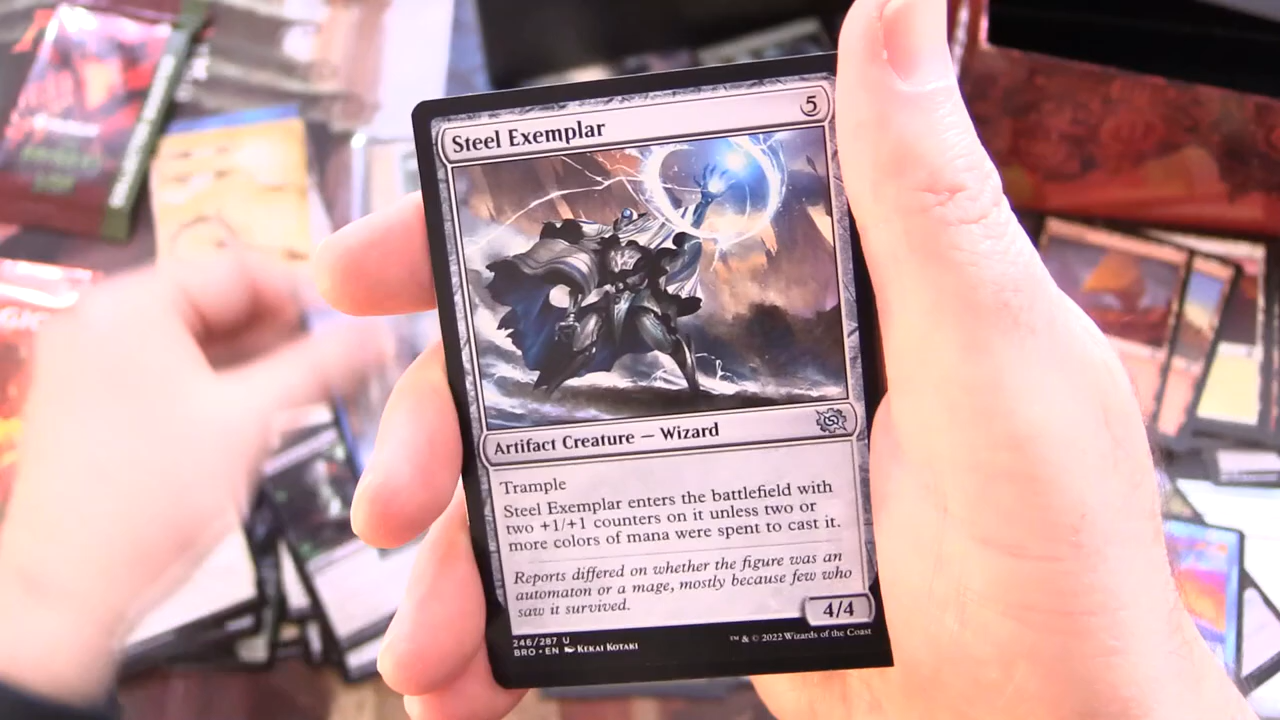 Steel Exemplar
5
Artifact Creature — Wizard
Trample
Steel Exemplar enters the battlefield with
two +1/+1 counters on it unless two or
more colors of mana were spent to cast it.
Reports differed on whether the figure was an
automaton or a mage, mostly because few who
saw it survived.
4/4
246/287 U
BRO • EN Kekai Kotaki
™ & © 2022 Wizards of the Coast